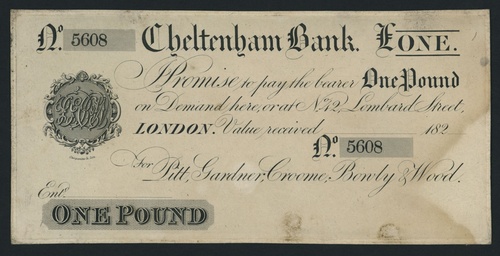 No. 5608 Cheltenham Bank. £ONE.
I Promise to pay the bearer One Pound
on Demand here, or at No. 72, Lombard Street,
LONDON. Value received 182
No. 5608
For Pitt, Gardner, Croome, Bowly & Wood.
Entd.
ONE POUND